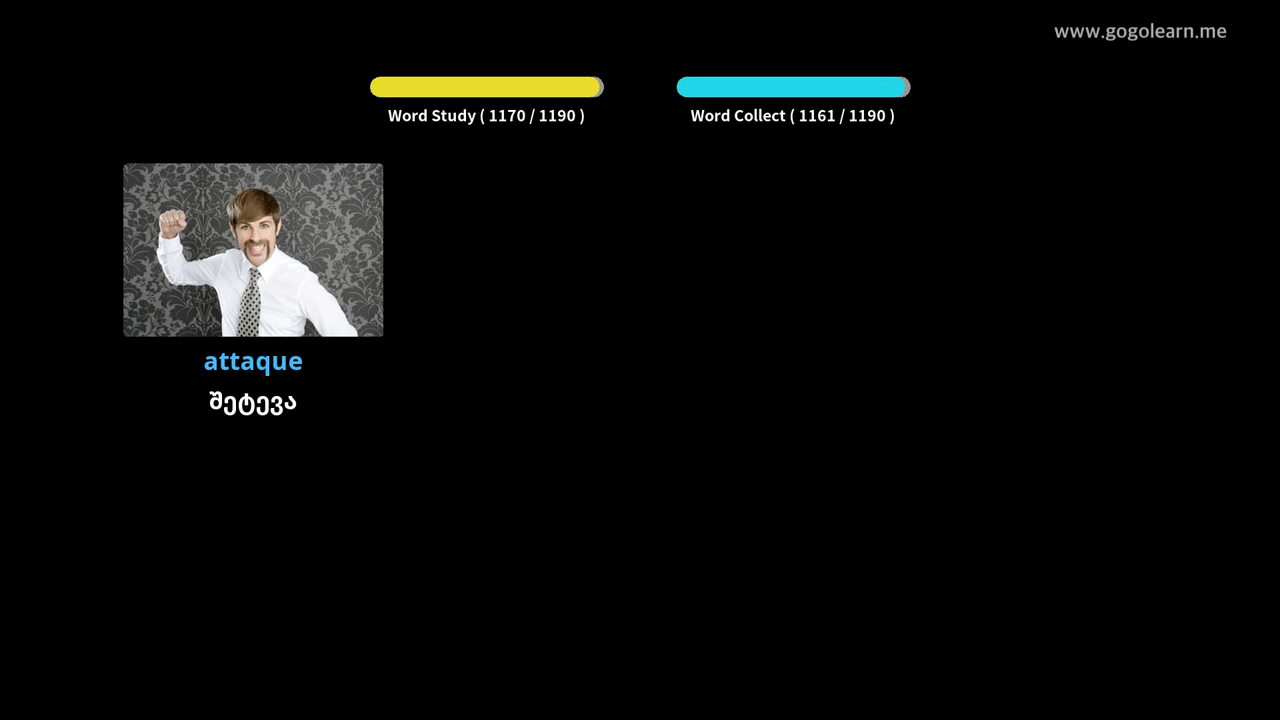 www.gogolearn.me
Word Study ( 1170 / 1190 )
Word Collect ( 1161 / 1190 )
attaque
შეტევა